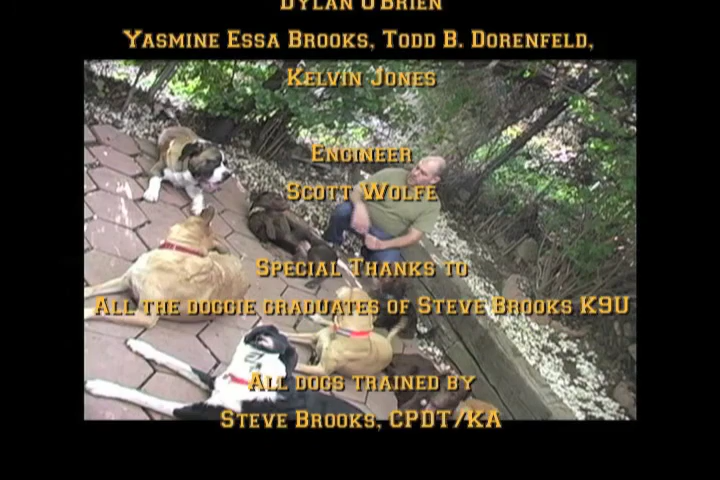 Dylan O'Brien
Yasmine Essa Brooks, Todd B. Dorenfeld,
Kelvin Jones
Engineer
Scott Wolfe
Special Thanks to
All the doggie graduates of Steve Brooks K9U
All dogs trained by
Steve Brooks, CPDT/KA